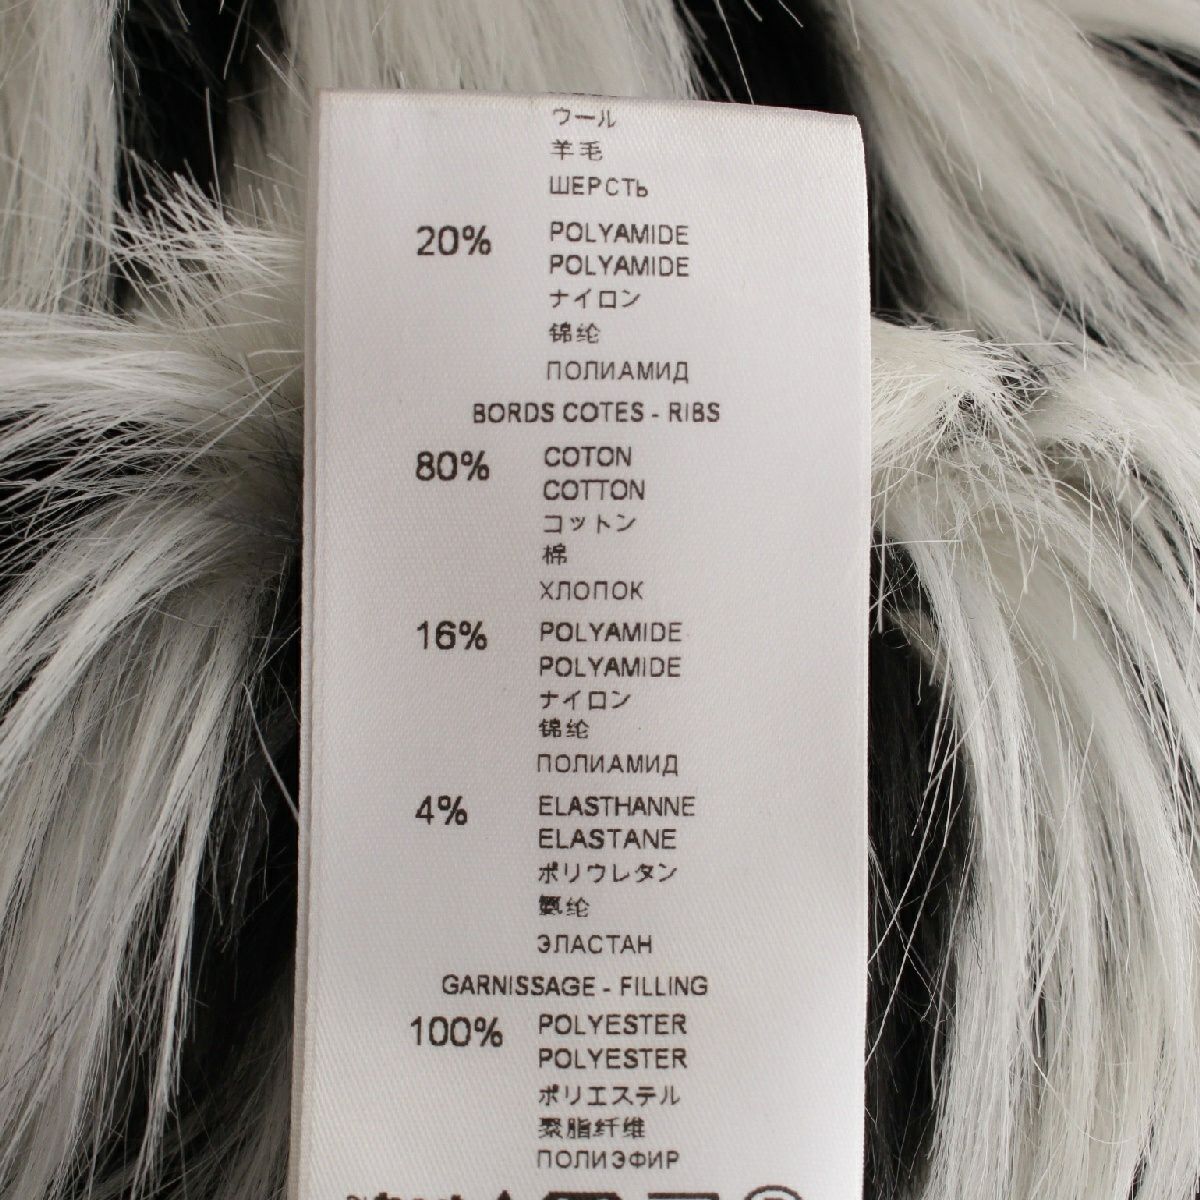 ウール
羊毛
ШЕРСТЬ
20% POLYAMIDE
POLYAMIDE
ナイロン
锦纶
ПОЛИАМИД
BORDS COTES - RIBS
80% COTON
COTTON
コットン
棉
ХЛОПОК
16% POLYAMIDE
POLYAMIDE
ナイロン
锦纶
ПОЛИАМИД
4% ELASTHANNE
ELASTANE
ポリウレタン
氨纶
ЭЛАСТАН
GARNISSAGE - FILLING
100% POLYESTER
POLYESTER
ポリエステル
聚脂纤维
ПОЛИЭФИР